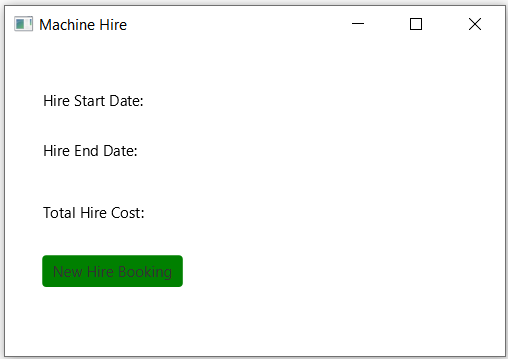 Machine Hire
Hire Start Date:
Hire End Date:
Total Hire Cost:
New Hire Booking